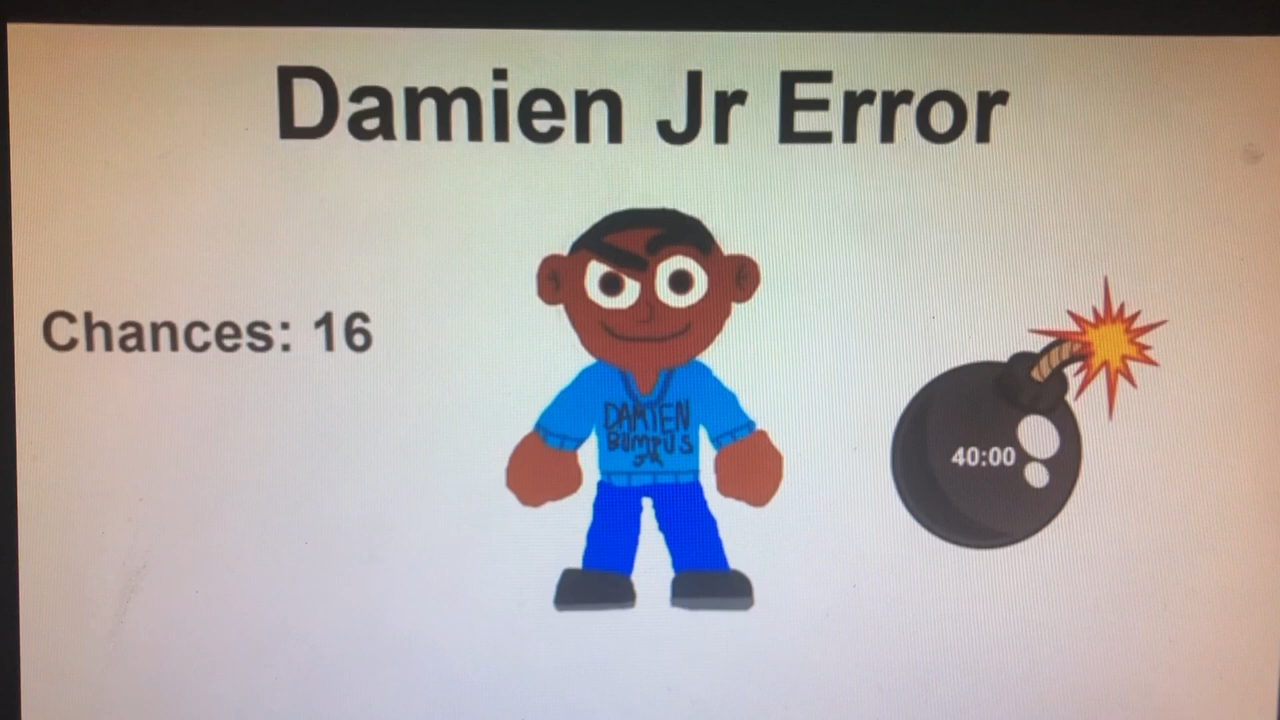 Damien Jr Error
Chances: 16
DAMIEN
BUMPUS
JR
40:00